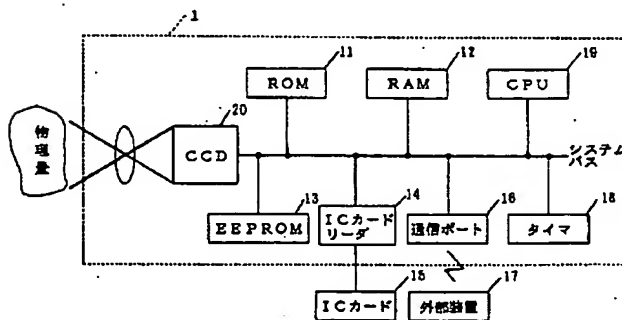 1
11
12
19
ROM
RAM
CPU
20
物理量
CCD
システム
バス
13
14
16
18
EEPROM
ICカード
リーダ
通信ポート
タイマ
15
17
ICカード
外部装置